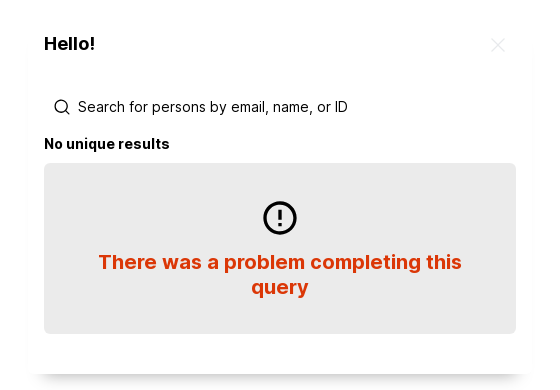 Hello!
Search for persons by email, name, or ID
No unique results
There was a problem completing this
query